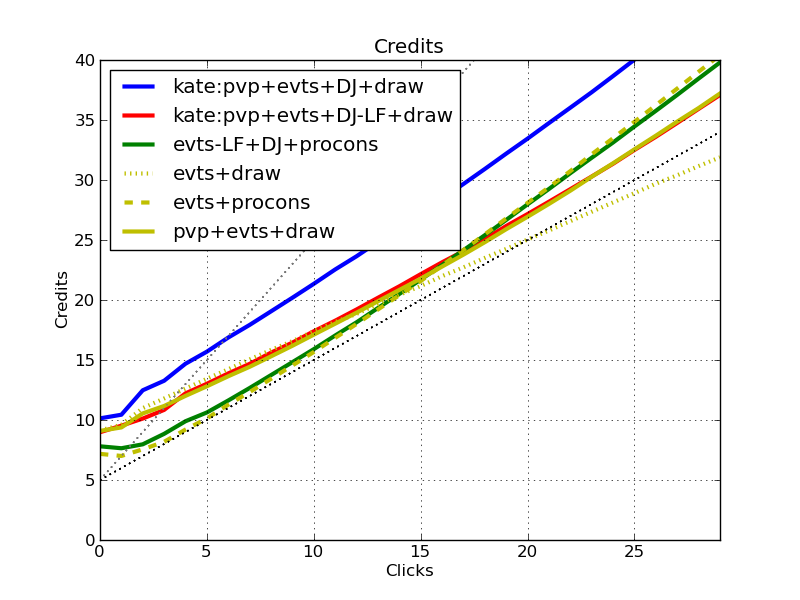 Credits
40
35
30
25
20
15
10
5
0
Credits
kate:pvp+evts+DJ+draw
kate:pvp+evts+DJ-LF+draw
evts-LF+DJ+procons
evts+draw
evts+procons
pvp+evts+draw
0 5 10 15 20 25
Clicks